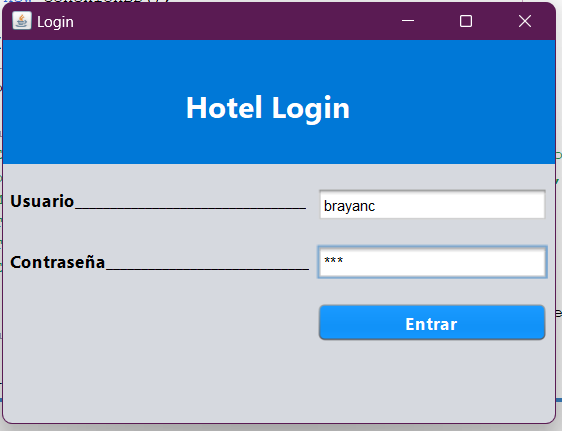 Login
Hotel Login
Usuario___________________________ brayanc
Contraseña________________________ ***
Entrar